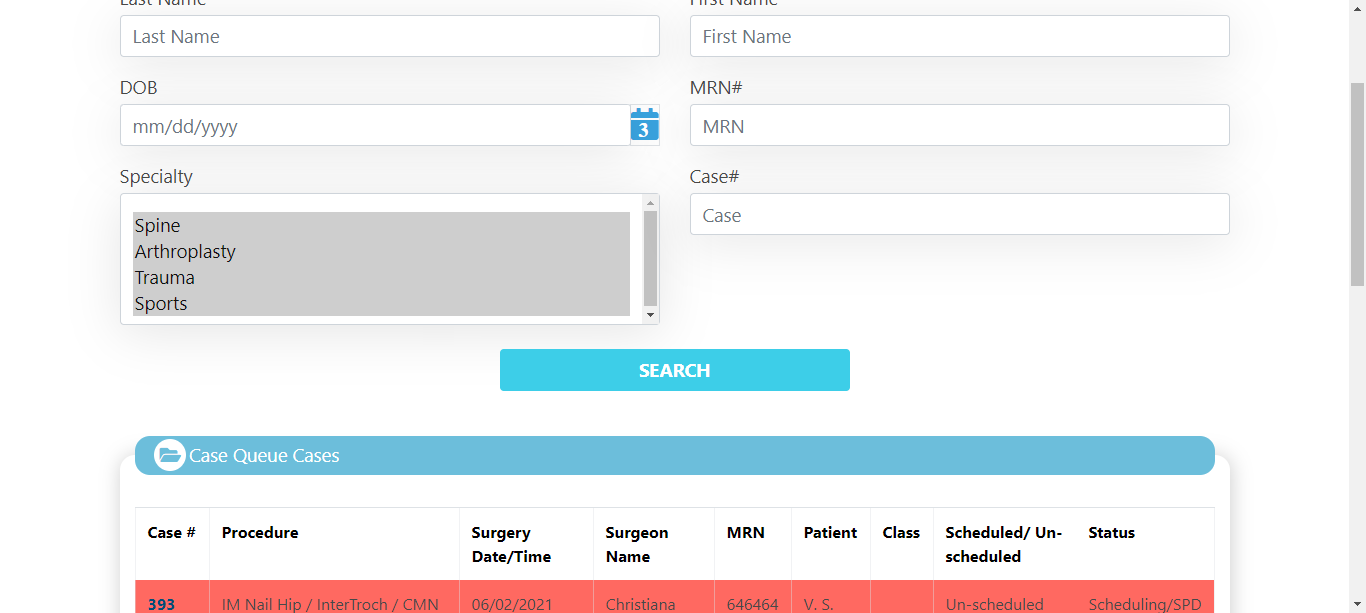 Last Name First Name
Last Name First Name
DOB MRN#
mm/dd/yyyy 3 MRN
Specialty Case#
Spine Case
Arthroplasty
Trauma
Sports
SEARCH
Case Queue Cases
Case # Procedure Surgery Date/Time Surgeon Name MRN Patient Class Scheduled/ Un-scheduled Status
393 IM Nail Hip / InterTroch / CMN 06/02/2021 Christiana 646464 V. S. Un-scheduled Scheduling/SPD